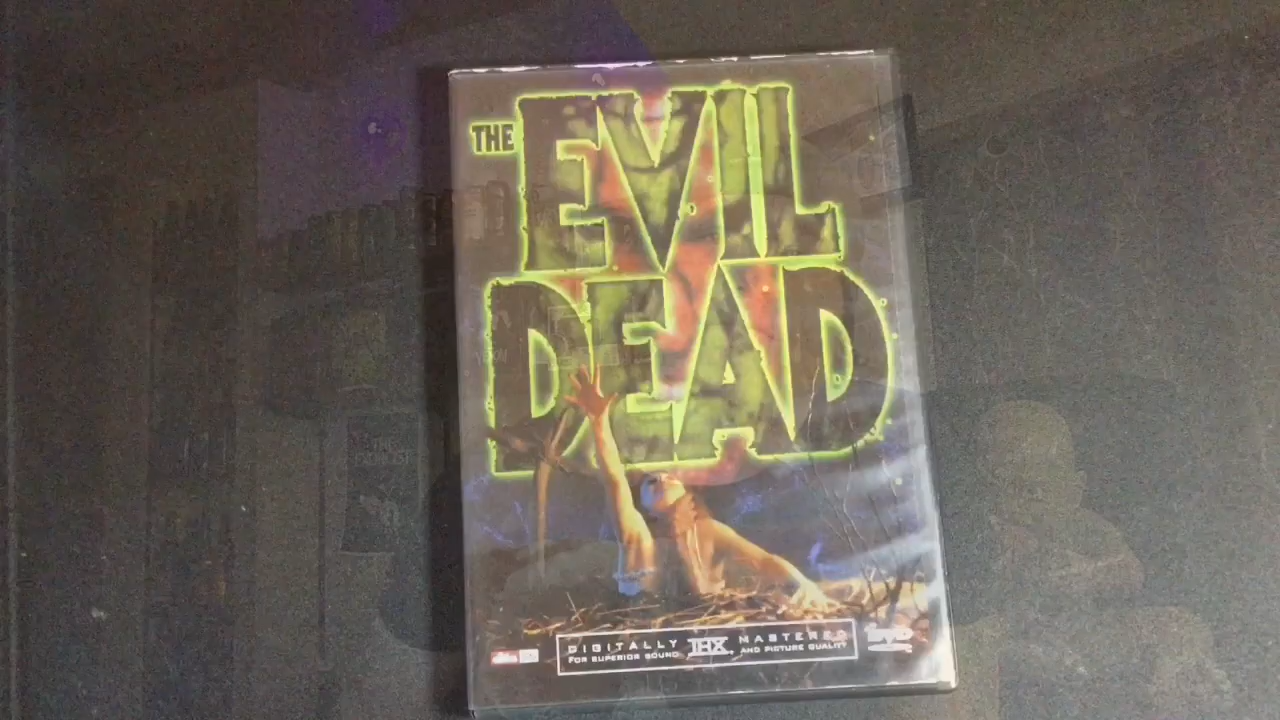 THE
EVIL
DEAD
DIGITALLY THX MASTERED
FOR SUPERIOR SOUND AND PICTURE QUALITY
DVD